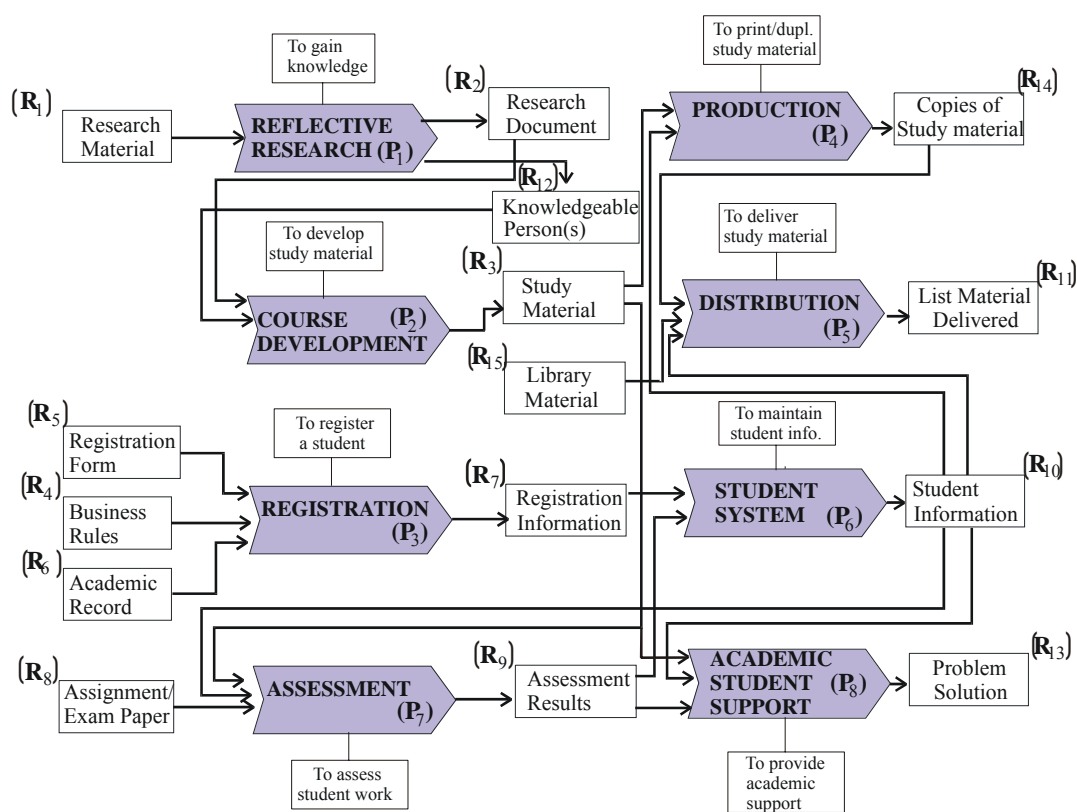 To gain
knowledge
(R1)
Research
Material
REFLECTIVE
RESEARCH (P1)
(R2)
Research
Document
(R12)
Knowledgeable
Person(s)
To develop
study material
COURSE (P2)
DEVELOPMENT
(R3)
Study
Material
(R15)
Library
Material
To print/dupl.
study material
PRODUCTION
(P4)
(R14)
Copies of
Study material
To deliver
study material
DISTRIBUTION
(P5)
(R11)
List Material
Delivered
(R5)
Registration
Form
(R4)
Business
Rules
(R6)
Academic
Record
To register
a student
REGISTRATION
(P3)
(R7)
Registration
Information
To maintain
student info.
STUDENT
SYSTEM (P6)
(R10)
Student
Information
(R8)
Assignment/
Exam Paper
ASSESSMENT
(P7)
To assess
student work
(R9)
Assessment
Results
ACADEMIC
STUDENT (P8)
SUPPORT
To provide
academic
support
(R13)
Problem
Solution